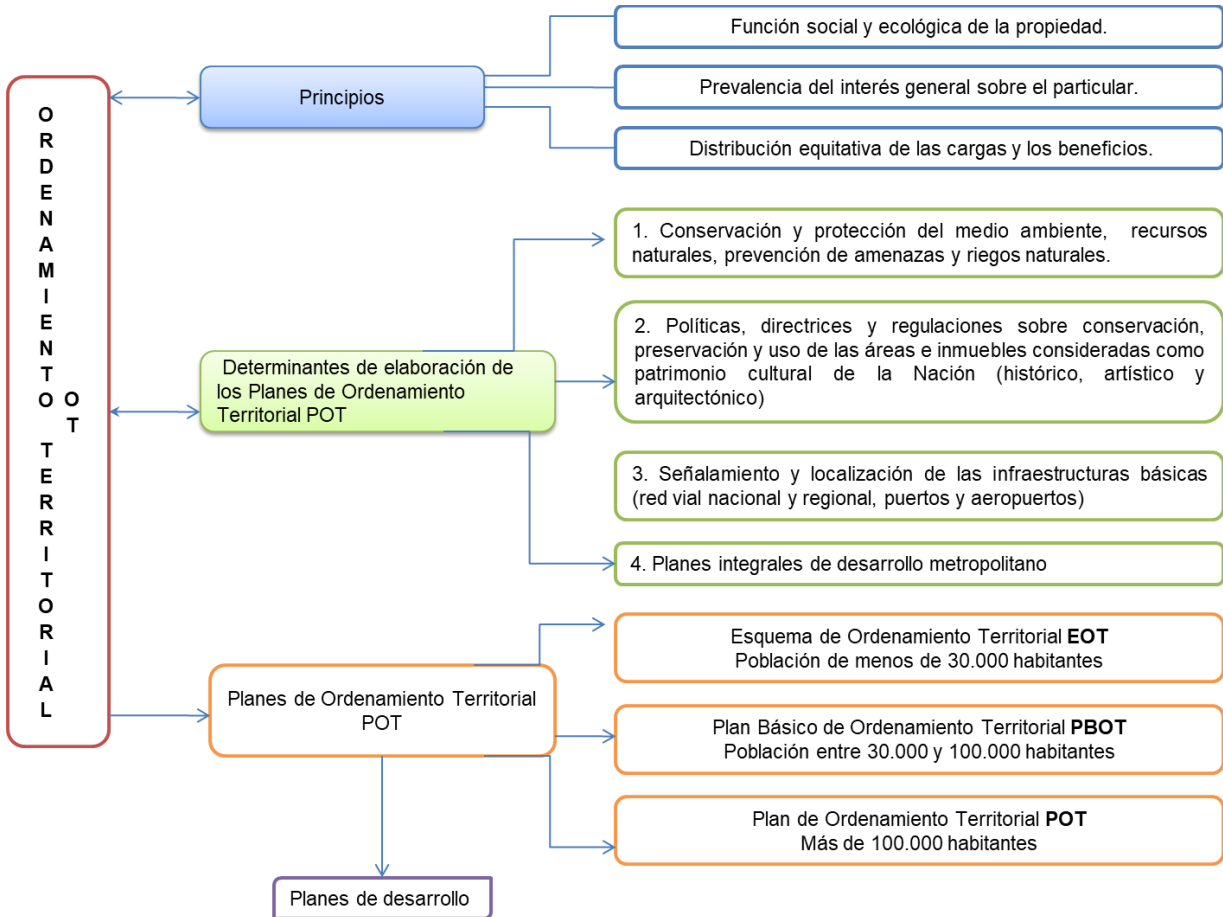 ORDENAMIENTO TERRITORIAL
OT
Principios
Función social y ecológica de la propiedad.
Prevalencia del interés general sobre el particular.
Distribución equitativa de las cargas y los beneficios.
Determinantes de elaboración de
los Planes de Ordenamiento
Territorial POT
1. Conservación y protección del medio ambiente, recursos
naturales, prevención de amenazas y riegos naturales.
2. Políticas, directrices y regulaciones sobre conservación,
preservación y uso de las áreas e inmuebles consideradas como
patrimonio cultural de la Nación (histórico, artístico y
arquitectónico)
3. Señalamiento y localización de las infraestructuras básicas
(red vial nacional y regional, puertos y aeropuertos)
4. Planes integrales de desarrollo metropolitano
Planes de Ordenamiento Territorial
POT
Esquema de Ordenamiento Territorial EOT
Población de menos de 30.000 habitantes
Plan Básico de Ordenamiento Territorial PBOT
Población entre 30.000 y 100.000 habitantes
Plan de Ordenamiento Territorial POT
Más de 100.000 habitantes
Planes de desarrollo